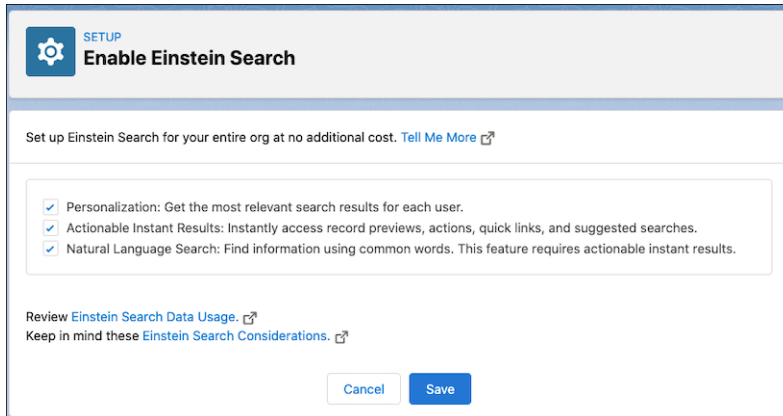 SETUP
Enable Einstein Search
Set up Einstein Search for your entire org at no additional cost. Tell Me More
Personalization: Get the most relevant search results for each user.
Actionable Instant Results: Instantly access record previews, actions, quick links, and suggested searches.
Natural Language Search: Find information using common words. This feature requires actionable instant results.
Review Einstein Search Data Usage.
Keep in mind these Einstein Search Considerations.
Cancel Save